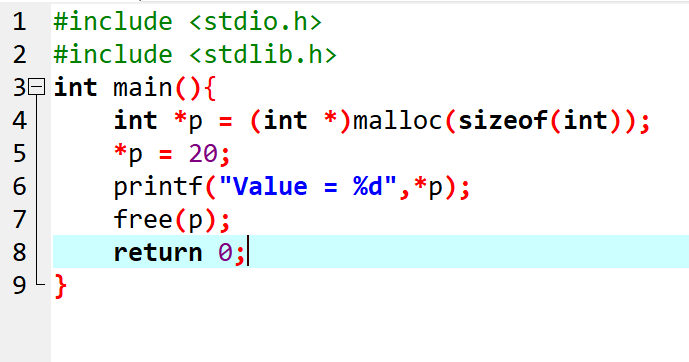 1 #include <stdio.h>
2 #include <stdlib.h>
3 int main(){
4     int *p = (int *)malloc(sizeof(int));
5     *p = 20;
6     printf("Value = %d",*p);
7     free(p);
8     return 0;
9 }